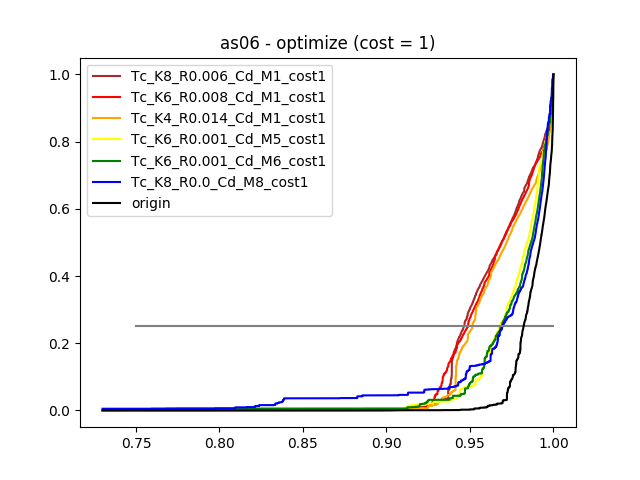 as06 - optimize (cost = 1)
Tc_K8_R0.006_Cd_M1_cost1
Tc_K6_R0.008_Cd_M1_cost1
Tc_K4_R0.014_Cd_M1_cost1
Tc_K6_R0.001_Cd_M5_cost1
Tc_K6_R0.001_Cd_M6_cost1
Tc_K8_R0.0_Cd_M8_cost1
origin
1.0
0.8
0.6
0.4
0.2
0.0
0.75 0.80 0.85 0.90 0.95 1.00